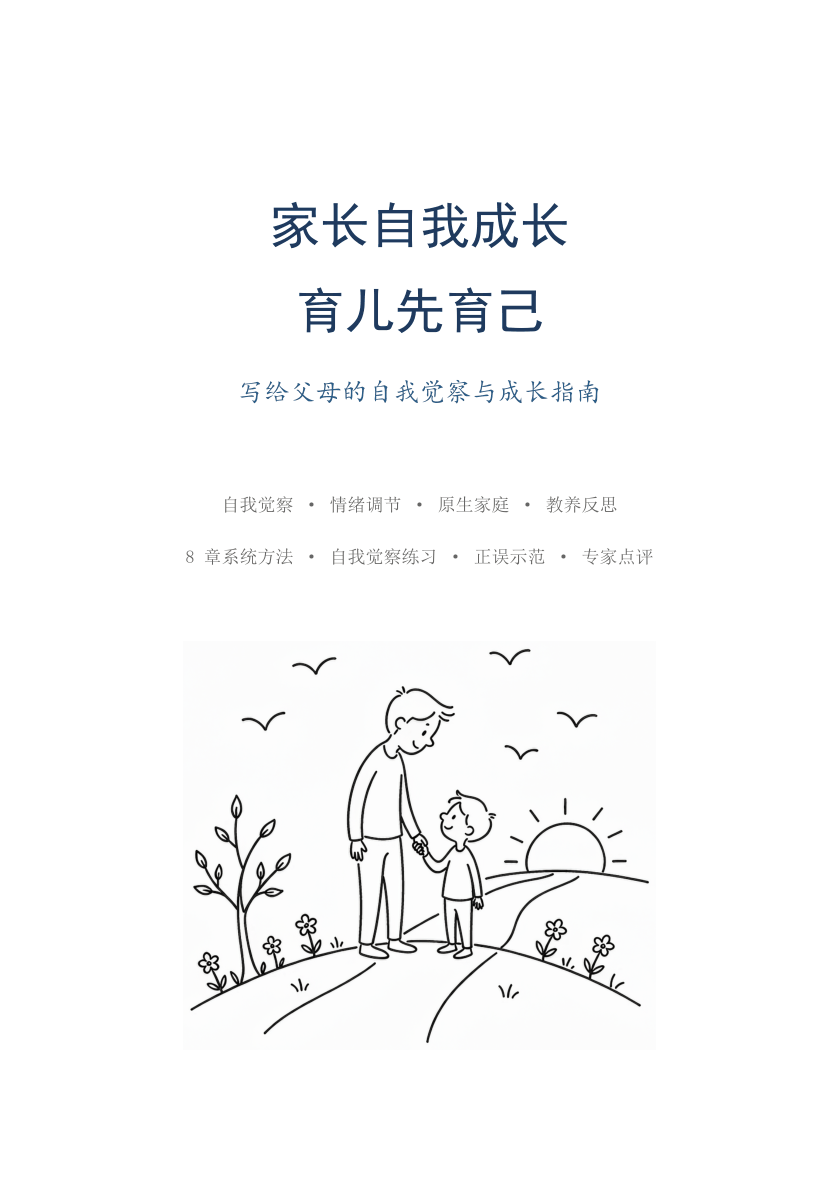 家长自我成长
育儿先育己
写给父母的自我觉察与成长指南
自我觉察 • 情绪调节 • 原生家庭 • 教养反思
8 章系统方法 • 自我觉察练习 • 正误示范 • 专家点评